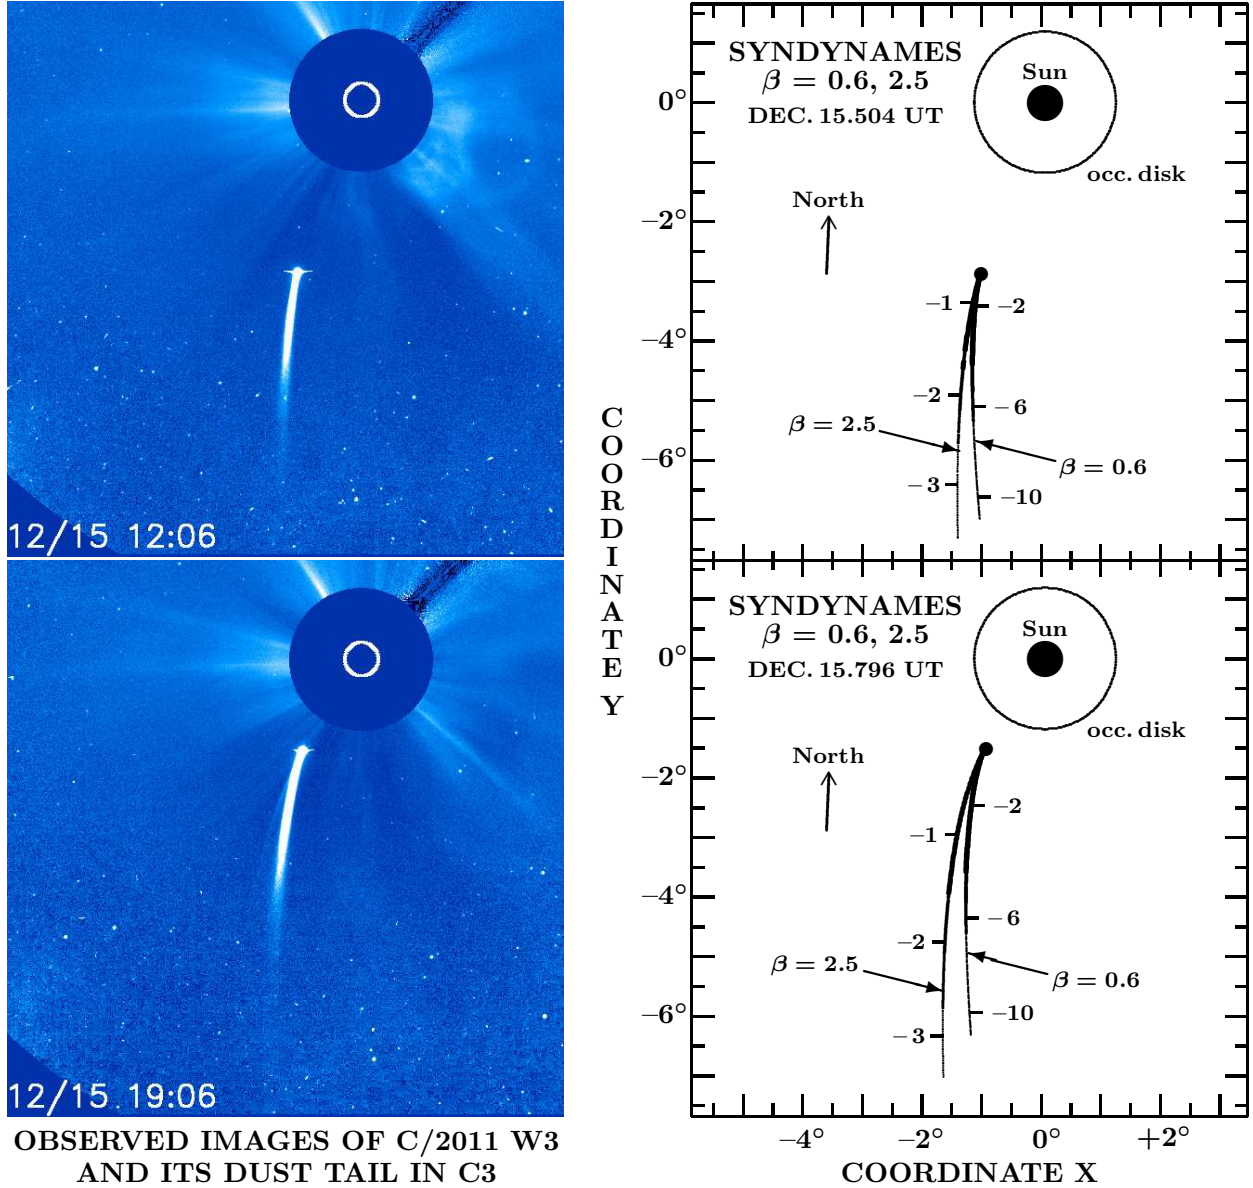 12/15 12:06
12/15 19:06
OBSERVED IMAGES OF C/2011 W3
AND ITS DUST TAIL IN C3
COORDINATE Y
SYNDYNAMES
β = 0.6, 2.5
DEC. 15.504 UT
Sun
occ. disk
North
0°
−2°
−4°
−6°
−1
−2
−2
−6
β = 2.5
β = 0.6
−3
−10
SYNDYNAMES
β = 0.6, 2.5
DEC. 15.796 UT
Sun
occ. disk
North
0°
−2°
−4°
−6°
−2
−1
−6
−2
β = 2.5
β = 0.6
−10
−3
−4° −2° 0° +2°
COORDINATE X